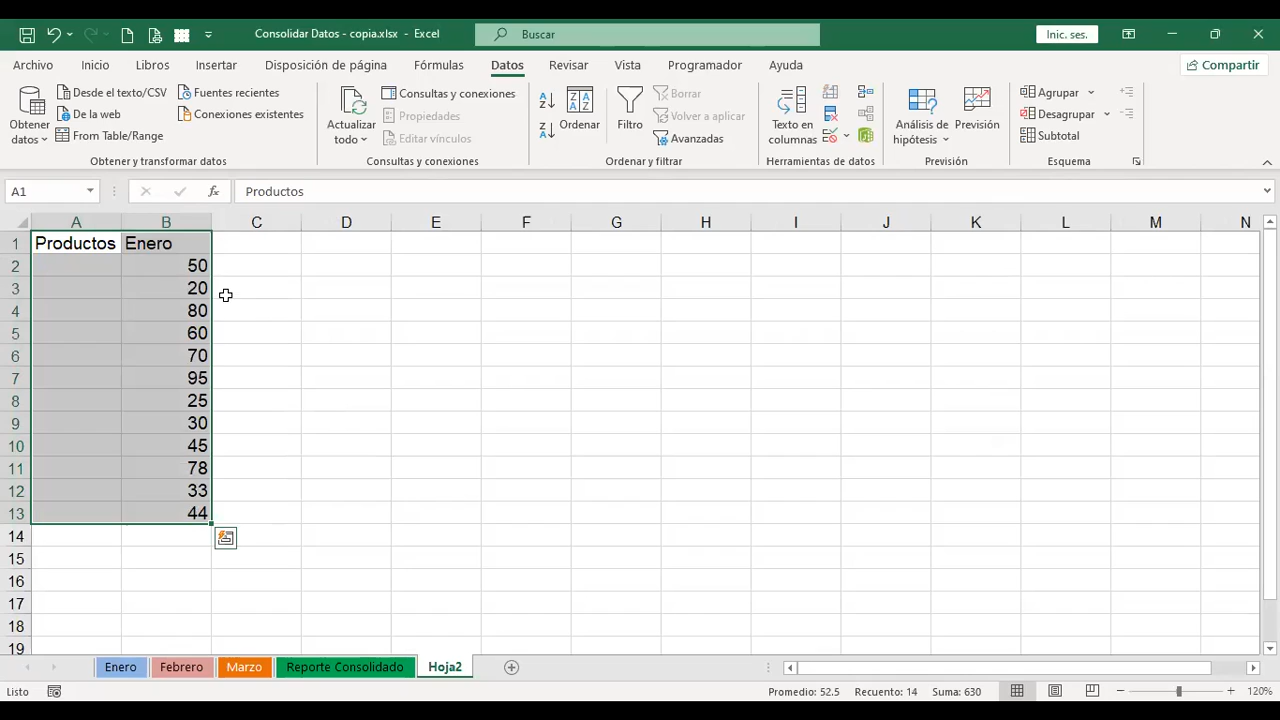 Consolidar Datos - copia.xlsx - Excel
Buscar
Inic. ses.
Archivo Inicio Libros Insertar Disposición de página Fórmulas Datos Revisar Vista Programador Ayuda Compartir
Obtener datos
Desde el texto/CSV
De la web
From Table/Range
Fuentes recientes
Conexiones existentes
Obtener y transformar datos
Actualizar todo
Consultas y conexiones
Propiedades
Editar vínculos
Consultas y conexiones
Ordenar
Filtro
Borrar
Volver a aplicar
Avanzadas
Ordenar y filtrar
Texto en columnas
Herramientas de datos
Análisis de hipótesis
Previsión
Previsión
Agrupar
Desagrupar
Subtotal
Esquema
A1 fx Productos
A B C D E F G H I J K L M N
1 Productos Enero
2 50
3 20
4 80
5 60
6 70
7 95
8 25
9 30
10 45
11 78
12 33
13 44
14
15
16
17
18
19
Enero Febrero Marzo Reporte Consolidado Hoja2
Listo Promedio: 52.5 Recuento: 14 Suma: 630 120%